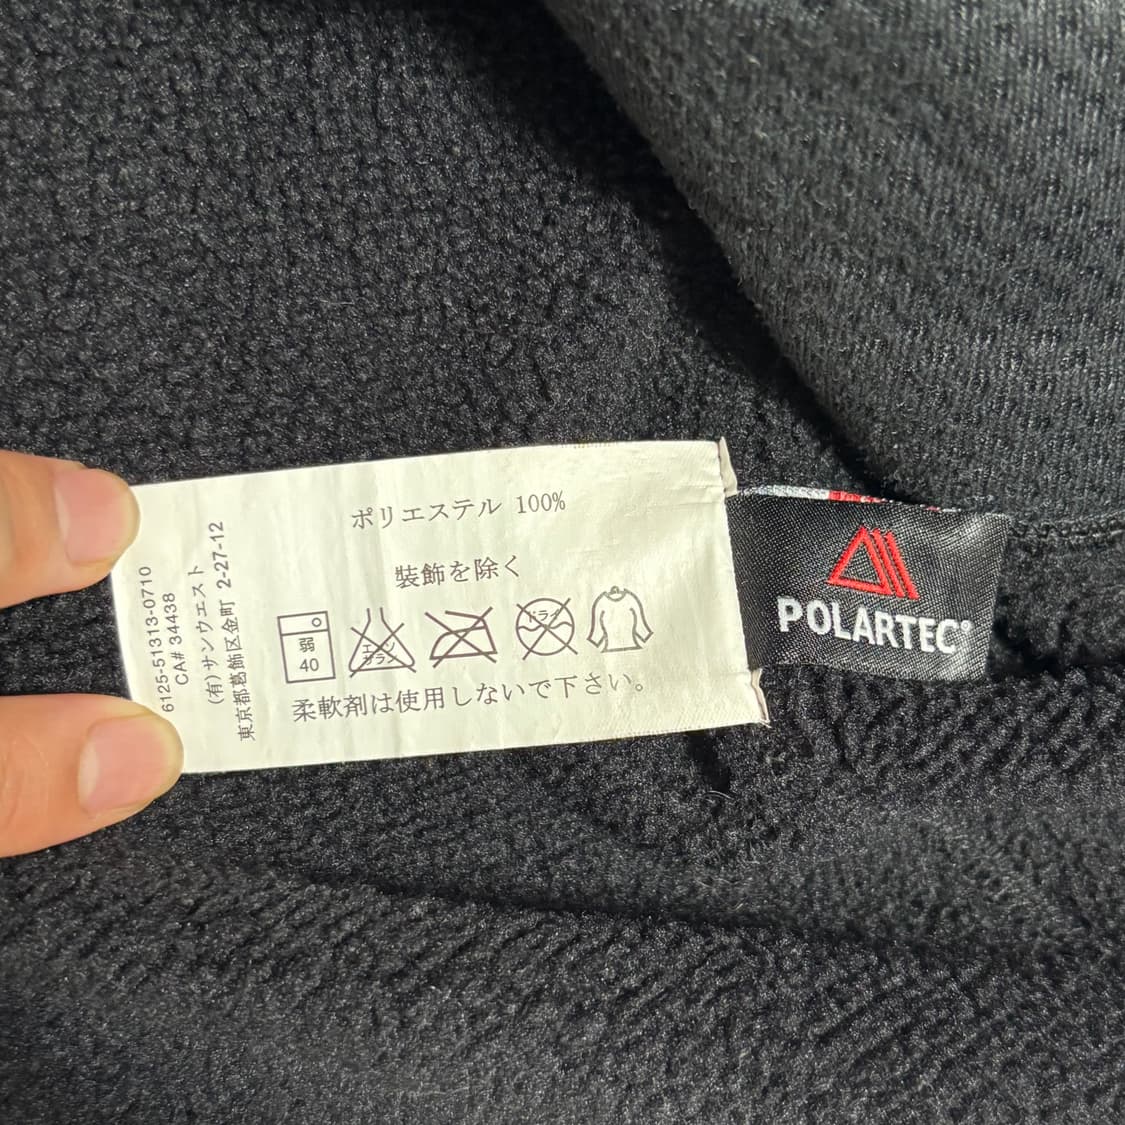 ポリエステル 100%
装飾を除く
弱
40
エンソ
サラシ
ドライ
柔軟剤は使用しないで下さい。
6125-51313-0710
CA# 34438
(有)サンウエスト
東京都葛飾区金町 2-27-12
POLARTEC®